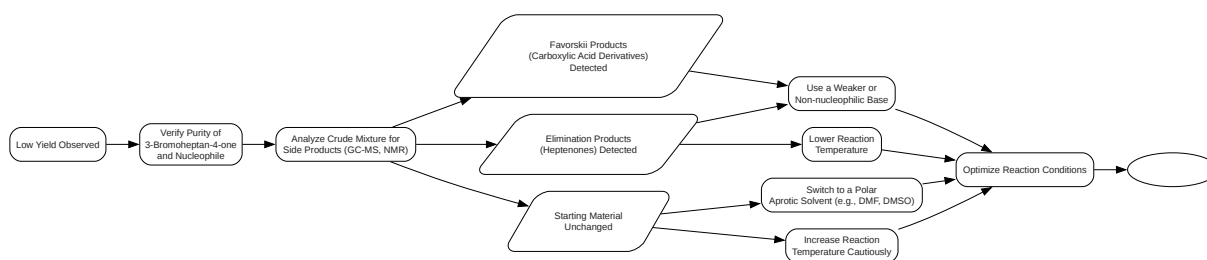 Low Yield Observed
Verify Purity of
3-Bromoheptan-4-one
and Nucleophile
Analyze Crude Mixture for
Side Products (GC-MS, NMR)
Favorskii Products
(Carboxylic Acid Derivatives)
Detected
Elimination Products
(Heptenones) Detected
Starting Material
Unchanged
Use a Weaker or
Non-nucleophilic Base
Lower Reaction
Temperature
Switch to a Polar
Aprotic Solvent (e.g., DMF, DMSO)
Increase Reaction
Temperature Cautiously
Optimize Reaction Conditions